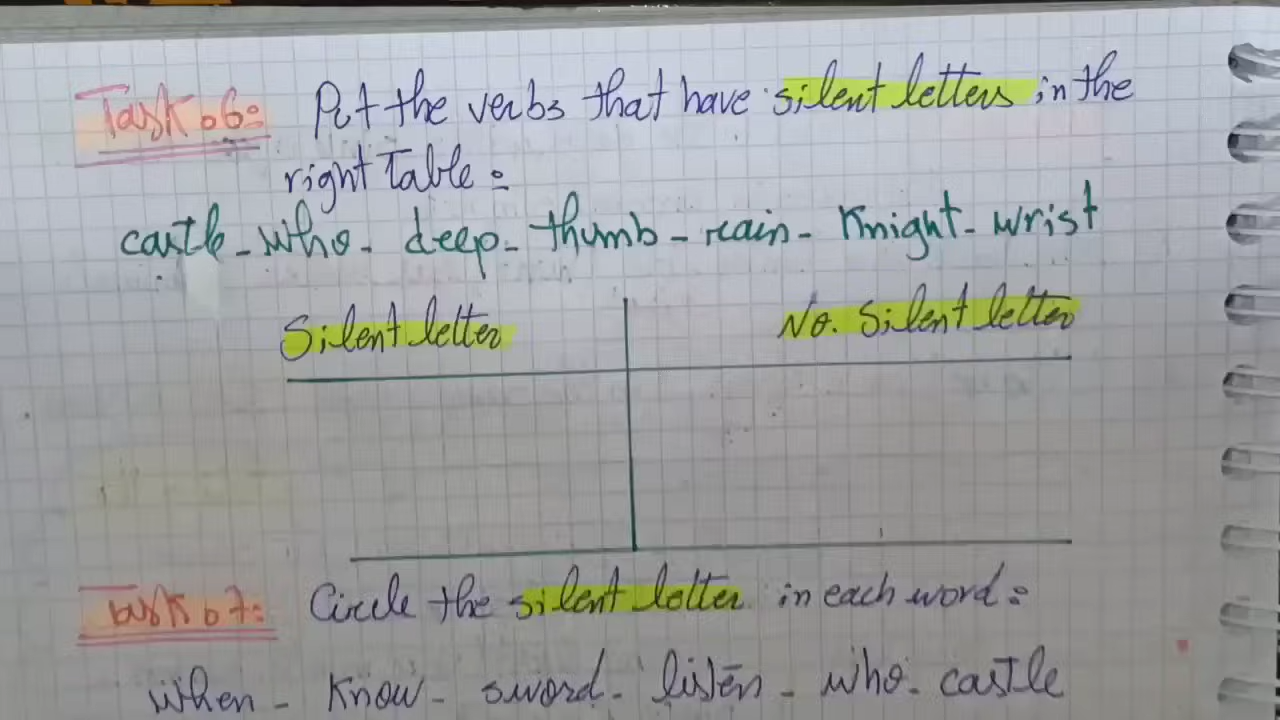 Task 06: Put the verbs that have silent letters in the
right Table:
castle - who - deep - thumb - rain - Knight - wrist
Silent letter
No. Silent letter
Task 07: Circle the silent letter in each word:
when - Know - sword - listen - who - castle